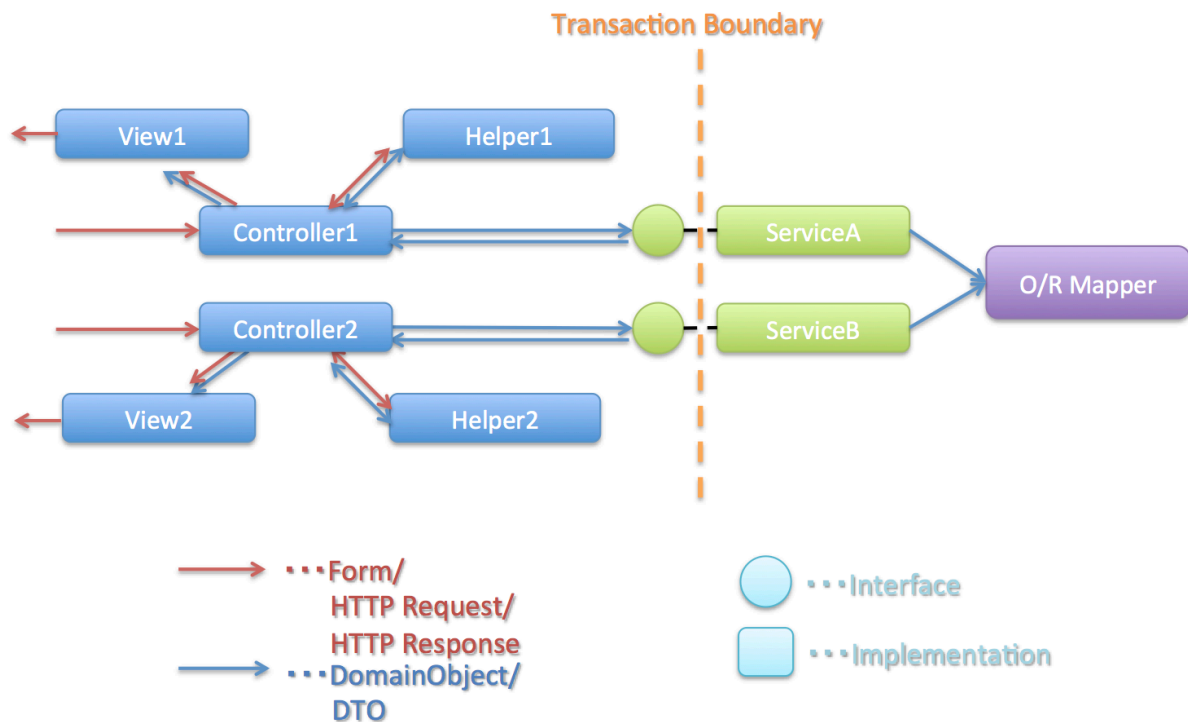 Transaction Boundary
View1
Helper1
Controller1
ServiceA
O/R Mapper
Controller2
ServiceB
View2
Helper2
・・・Form/
HTTP Request/
HTTP Response
・・・DomainObject/
DTO
・・・Interface
・・・Implementation